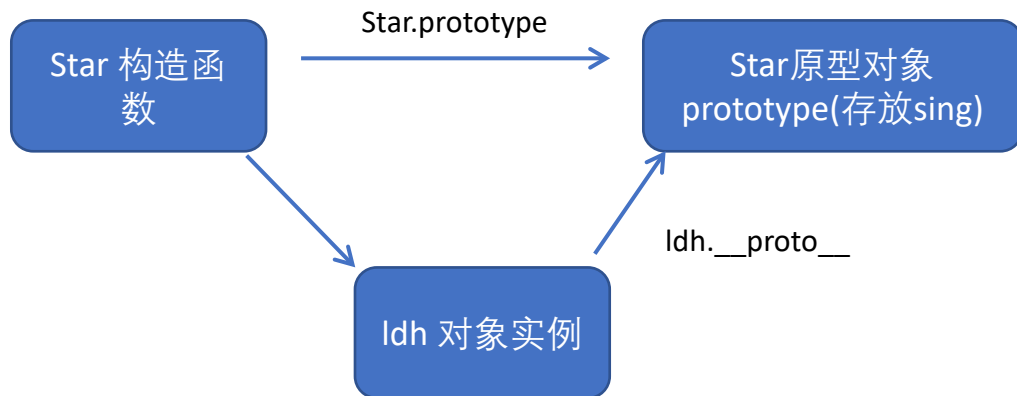 Star.prototype
Star 构造函
数
Star原型对象
prototype(存放sing)
ldh.__proto__
ldh 对象实例